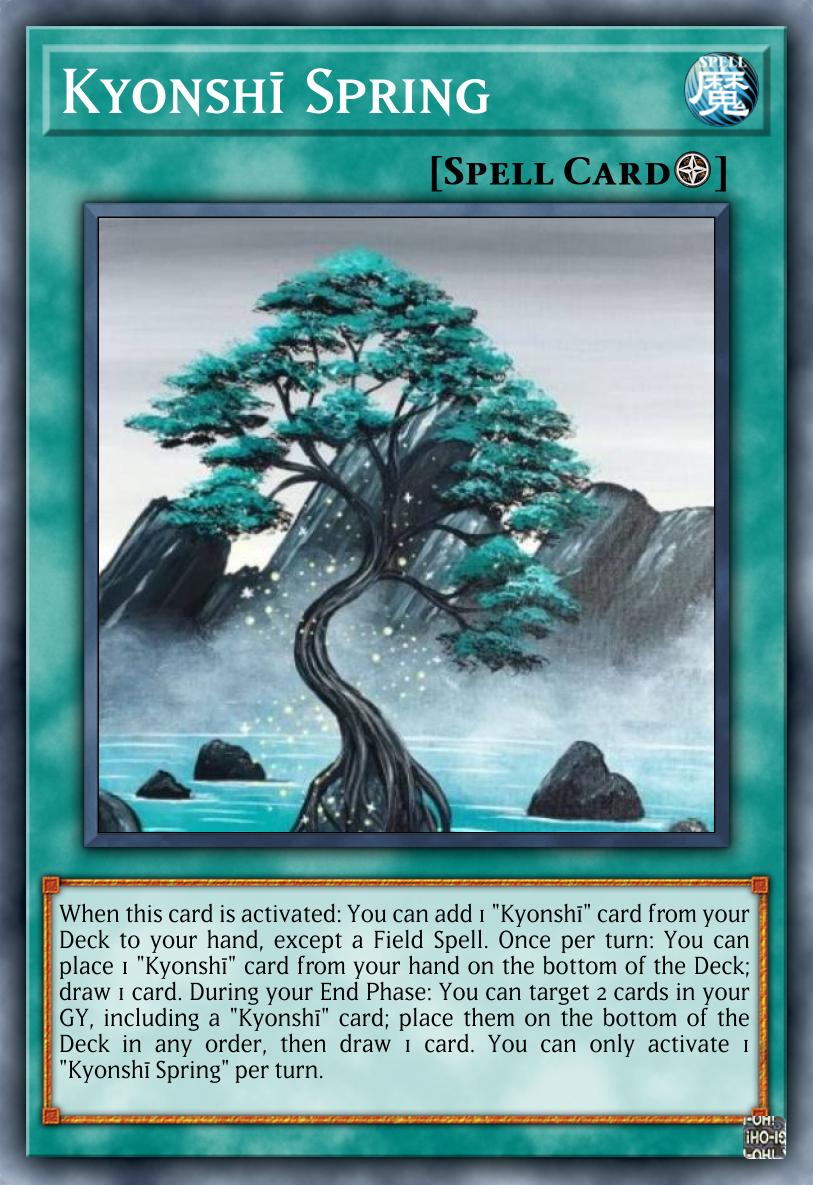 Kyonshī Spring
SPELL
魔
[Spell Card]
When this card is activated: You can add 1 "Kyonshī" card from your
Deck to your hand, except a Field Spell. Once per turn: You can
place 1 "Kyonshī" card from your hand on the bottom of the Deck;
draw 1 card. During your End Phase: You can target 2 cards in your
GY, including a "Kyonshī" card; place them on the bottom of the
Deck in any order, then draw 1 card. You can only activate 1
"Kyonshī Spring" per turn.